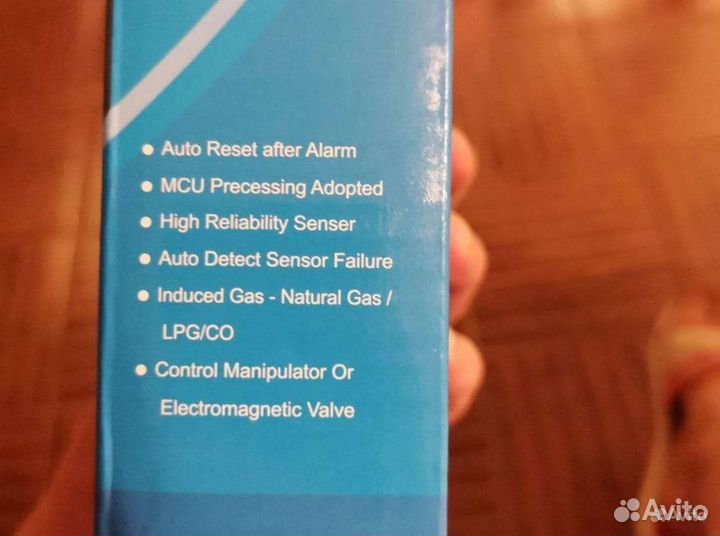 • Auto Reset after Alarm
• MCU Precessing Adopted
• High Reliability Senser
• Auto Detect Sensor Failure
• Induced Gas - Natural Gas /
LPG/CO
• Control Manipulator Or
Electromagnetic Valve
Avito